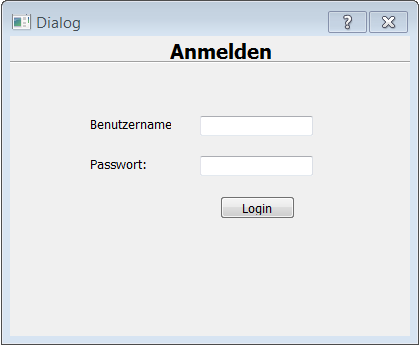 Dialog
Anmelden
Benutzername
Passwort:
Login